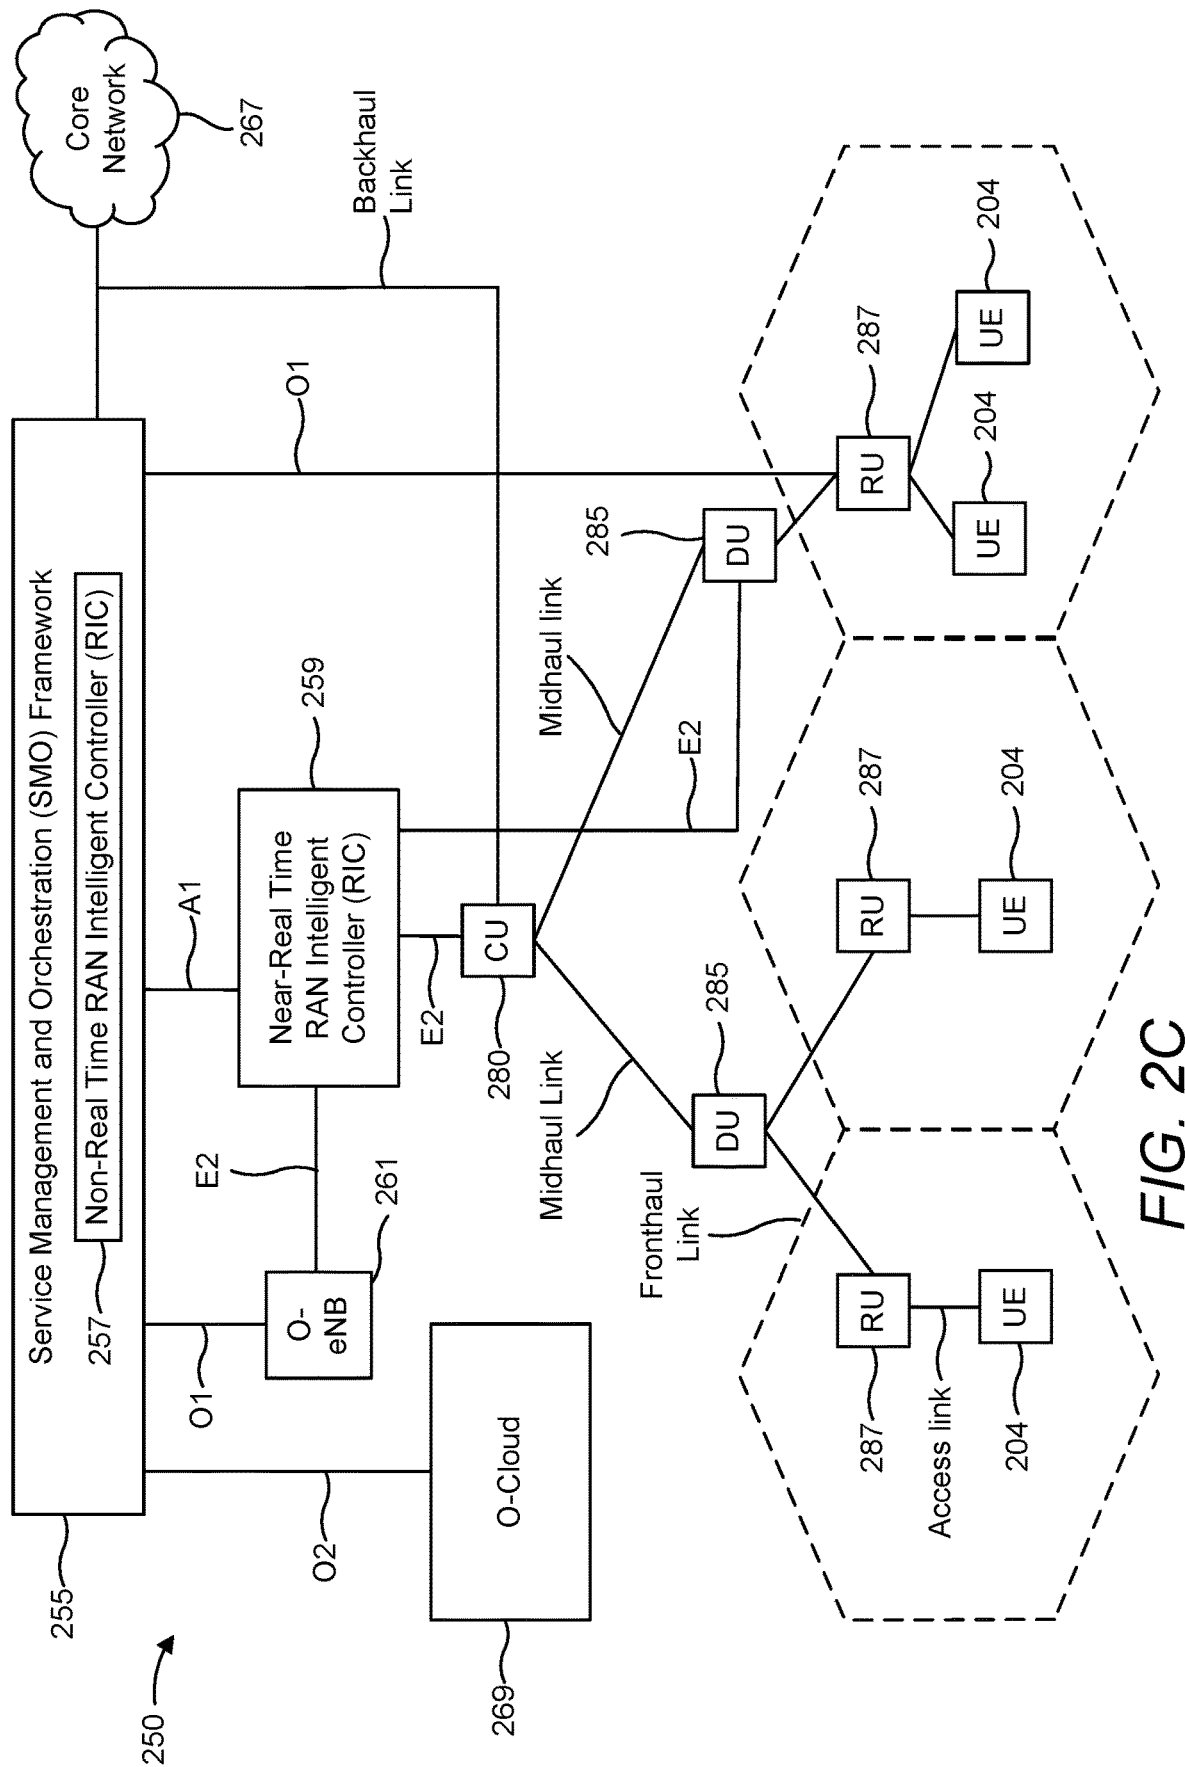 250
255
Service Management and Orchestration (SMO) Framework
257
Non-Real Time RAN Intelligent Controller (RIC)
Core
Network
267
O2
O1
A1
O1
Backhaul
Link
E2
Near-Real Time
RAN Intelligent
Controller (RIC)
259
O-
eNB
261
O-Cloud
269
E2
CU
280
E2
Midhaul Link
Midhaul link
DU
285
DU
285
Fronthaul
Link
RU
287
RU
287
RU
287
Access link
UE
204
UE
204
UE
204
UE
204
FIG. 2C